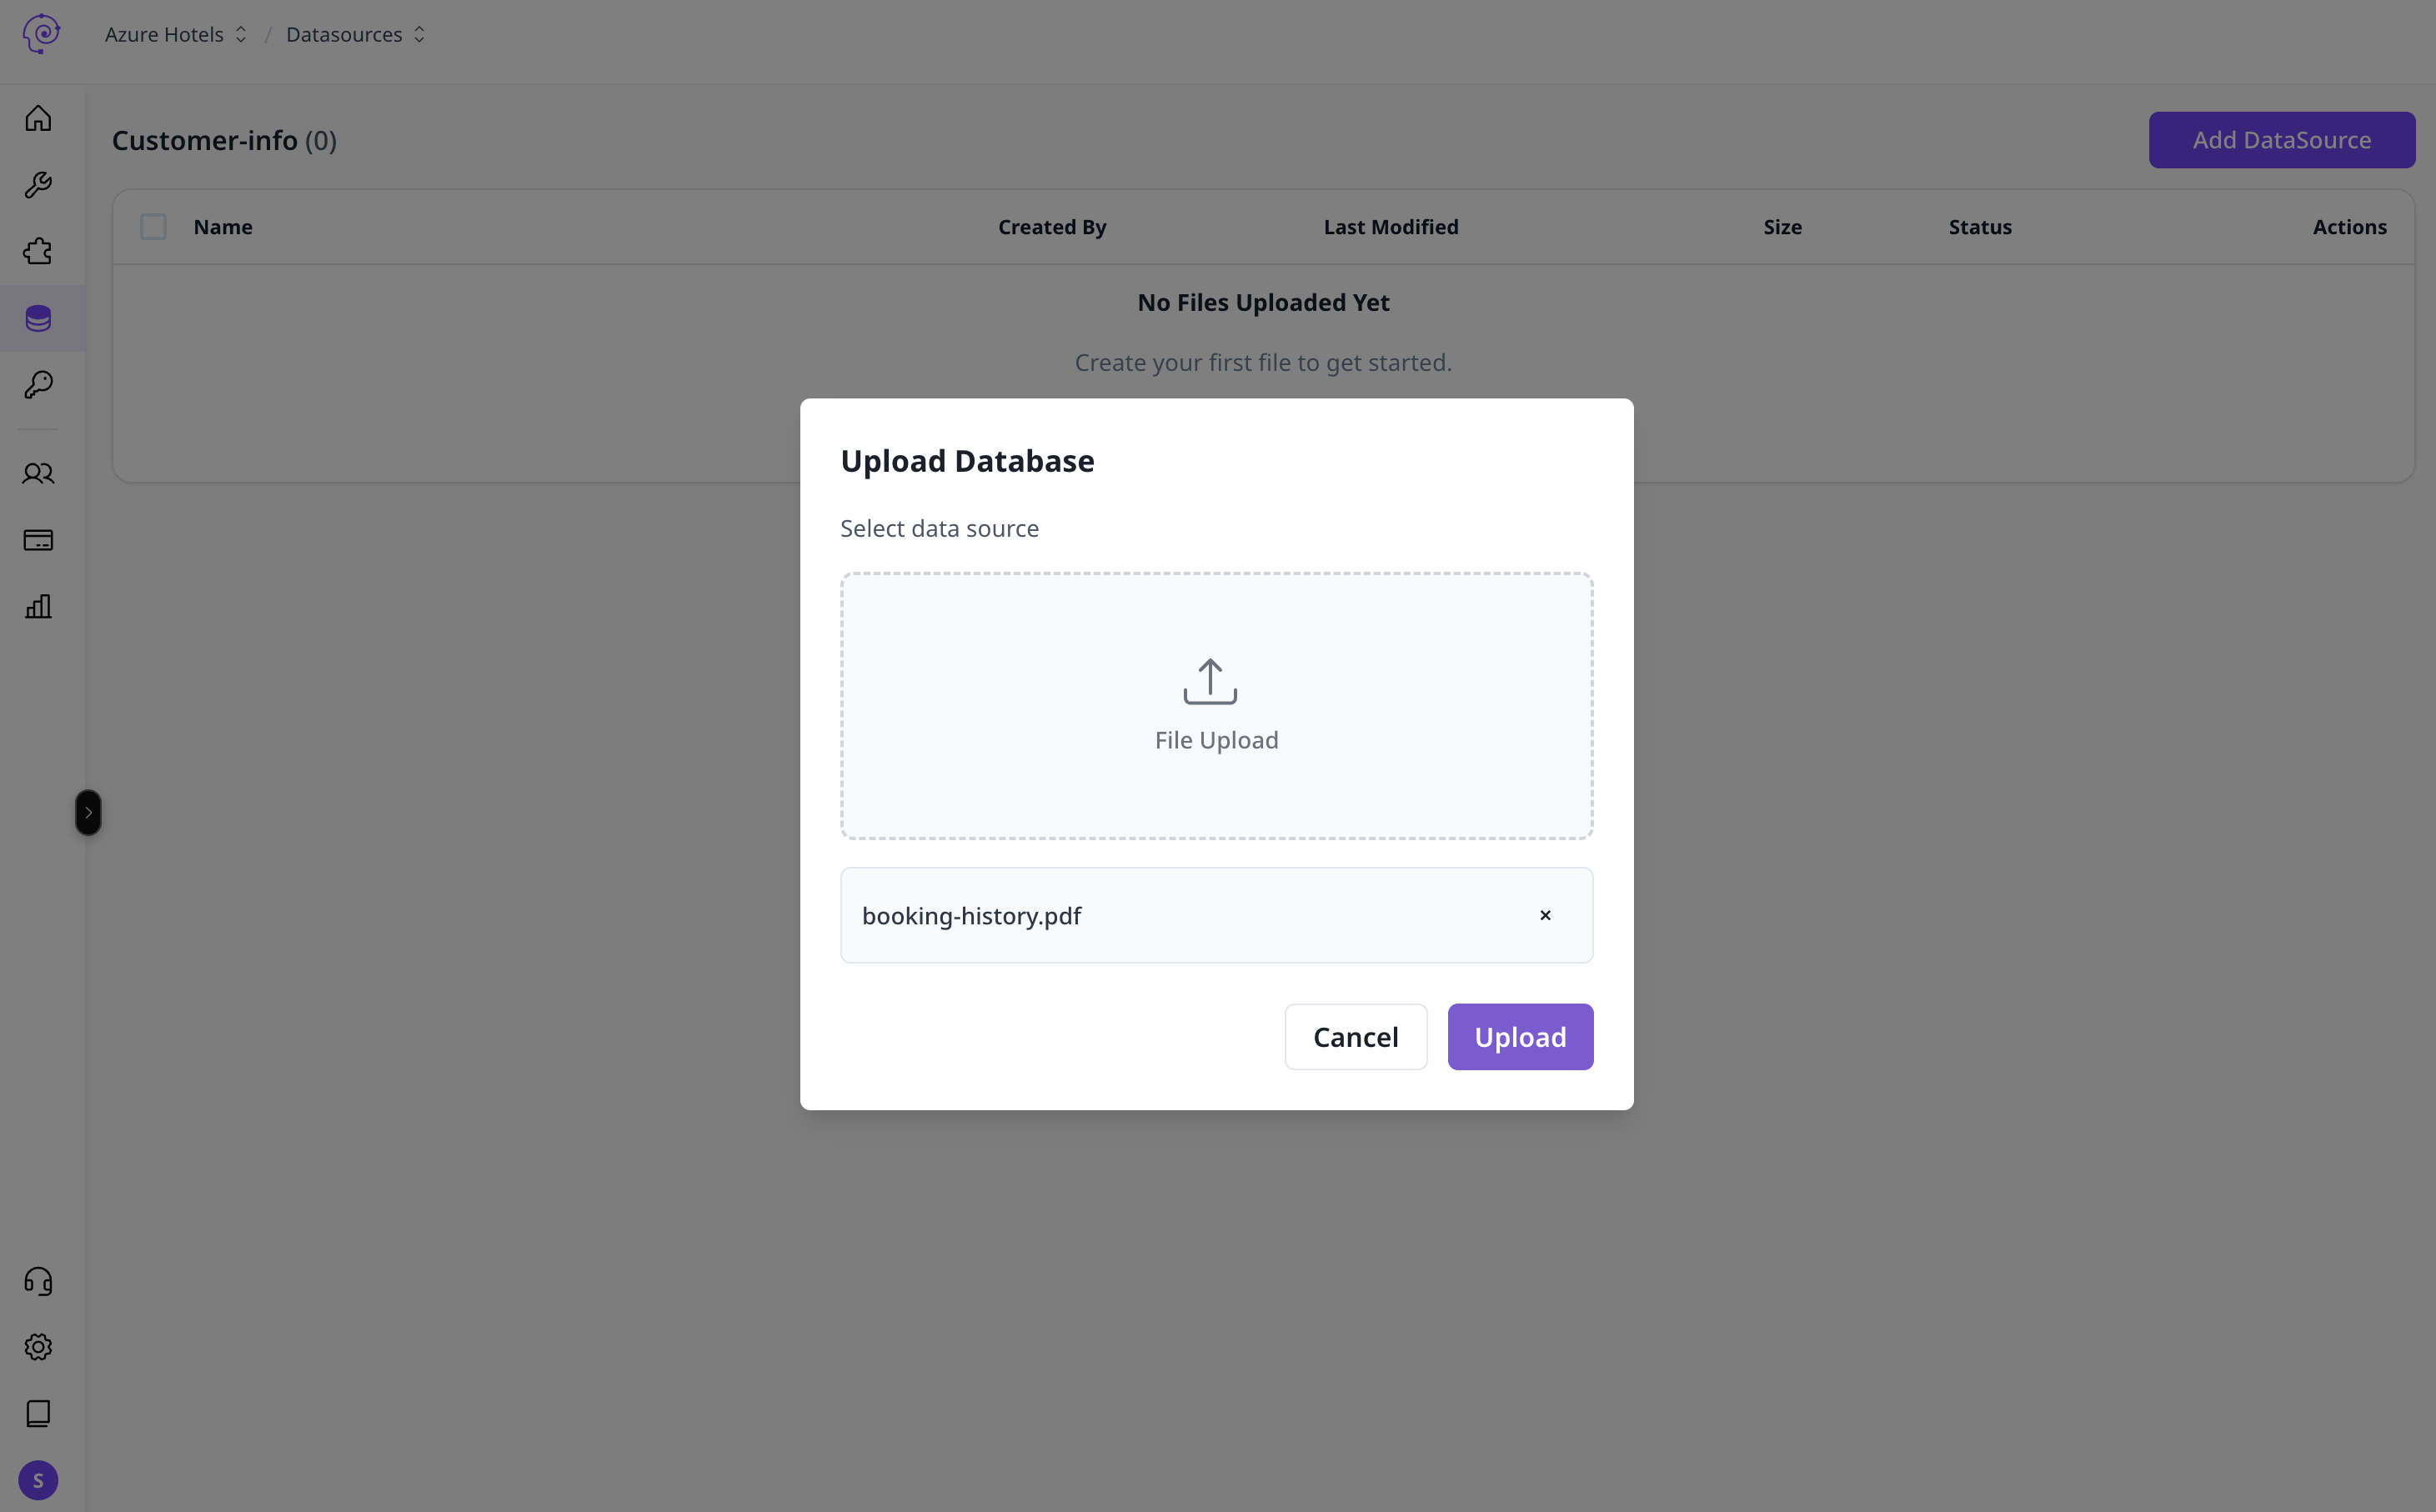 Azure Hotels / Datasources
Customer-info (0)
Add DataSource
Name Created By Last Modified Size Status Actions
No Files Uploaded Yet
Create your first file to get started.
Upload Database
Select data source
File Upload
booking-history.pdf ×
Cancel Upload
S